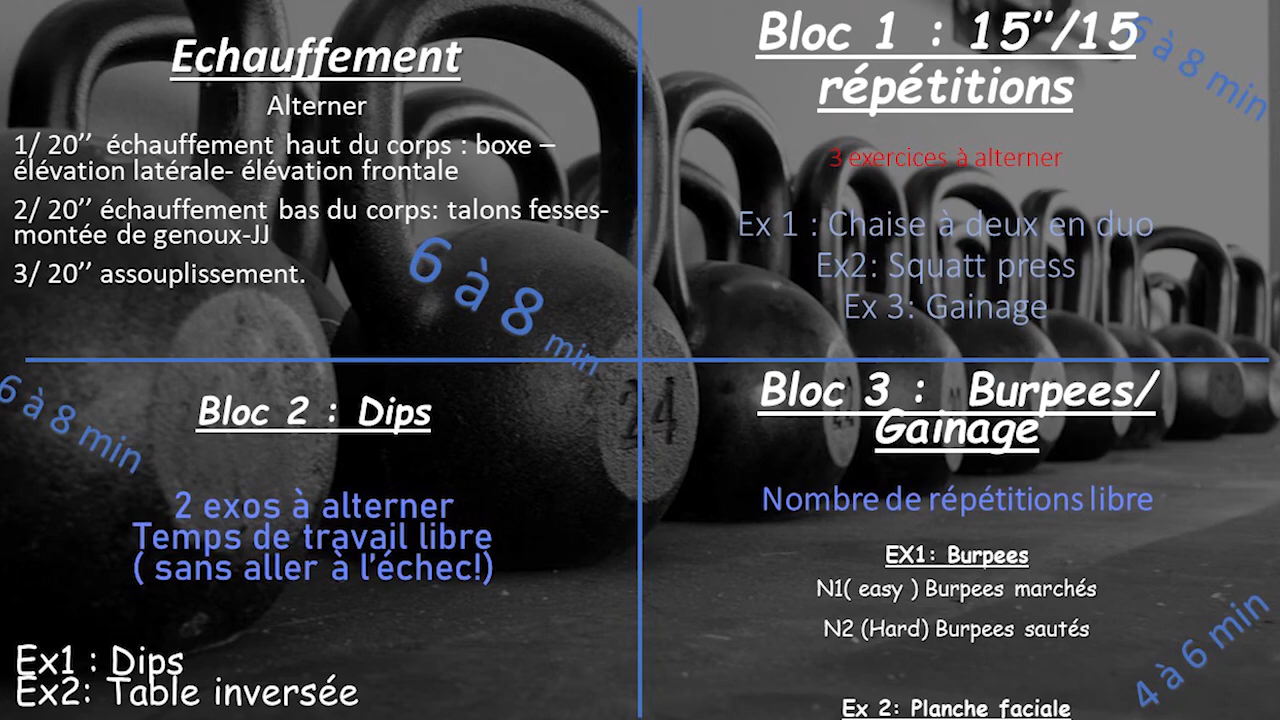 Echauffement
Alterner
1/ 20’’ échauffement haut du corps : boxe –
élévation latérale- élévation frontale
2/ 20’’ échauffement bas du corps: talons fesses-
montée de genoux-JJ
3/ 20’’ assouplissement.
6 à 8 min
Bloc 1 : 15’’/15
répétitions
6 à 8 min
3 exercices à alterner
Ex 1 : Chaise à deux en duo
Ex2: Squatt press
Ex 3: Gainage
6 à 8 min
Bloc 2 : Dips
2 exos à alterner
Temps de travail libre
( sans aller à l’échec!)
Ex1 : Dips
Ex2: Table inversée
Bloc 3 : Burpees/
Gainage
Nombre de répétitions libre
EX1: Burpees
N1( easy ) Burpees marchés
N2 (Hard) Burpees sautés
4 à 6 min
Ex 2: Planche faciale
24